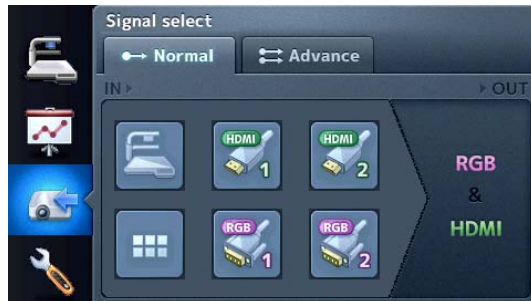 Signal select
Normal
Advance
IN
OUT
HDMI
1
HDMI
2
RGB
&
HDMI
RGB
1
RGB
2